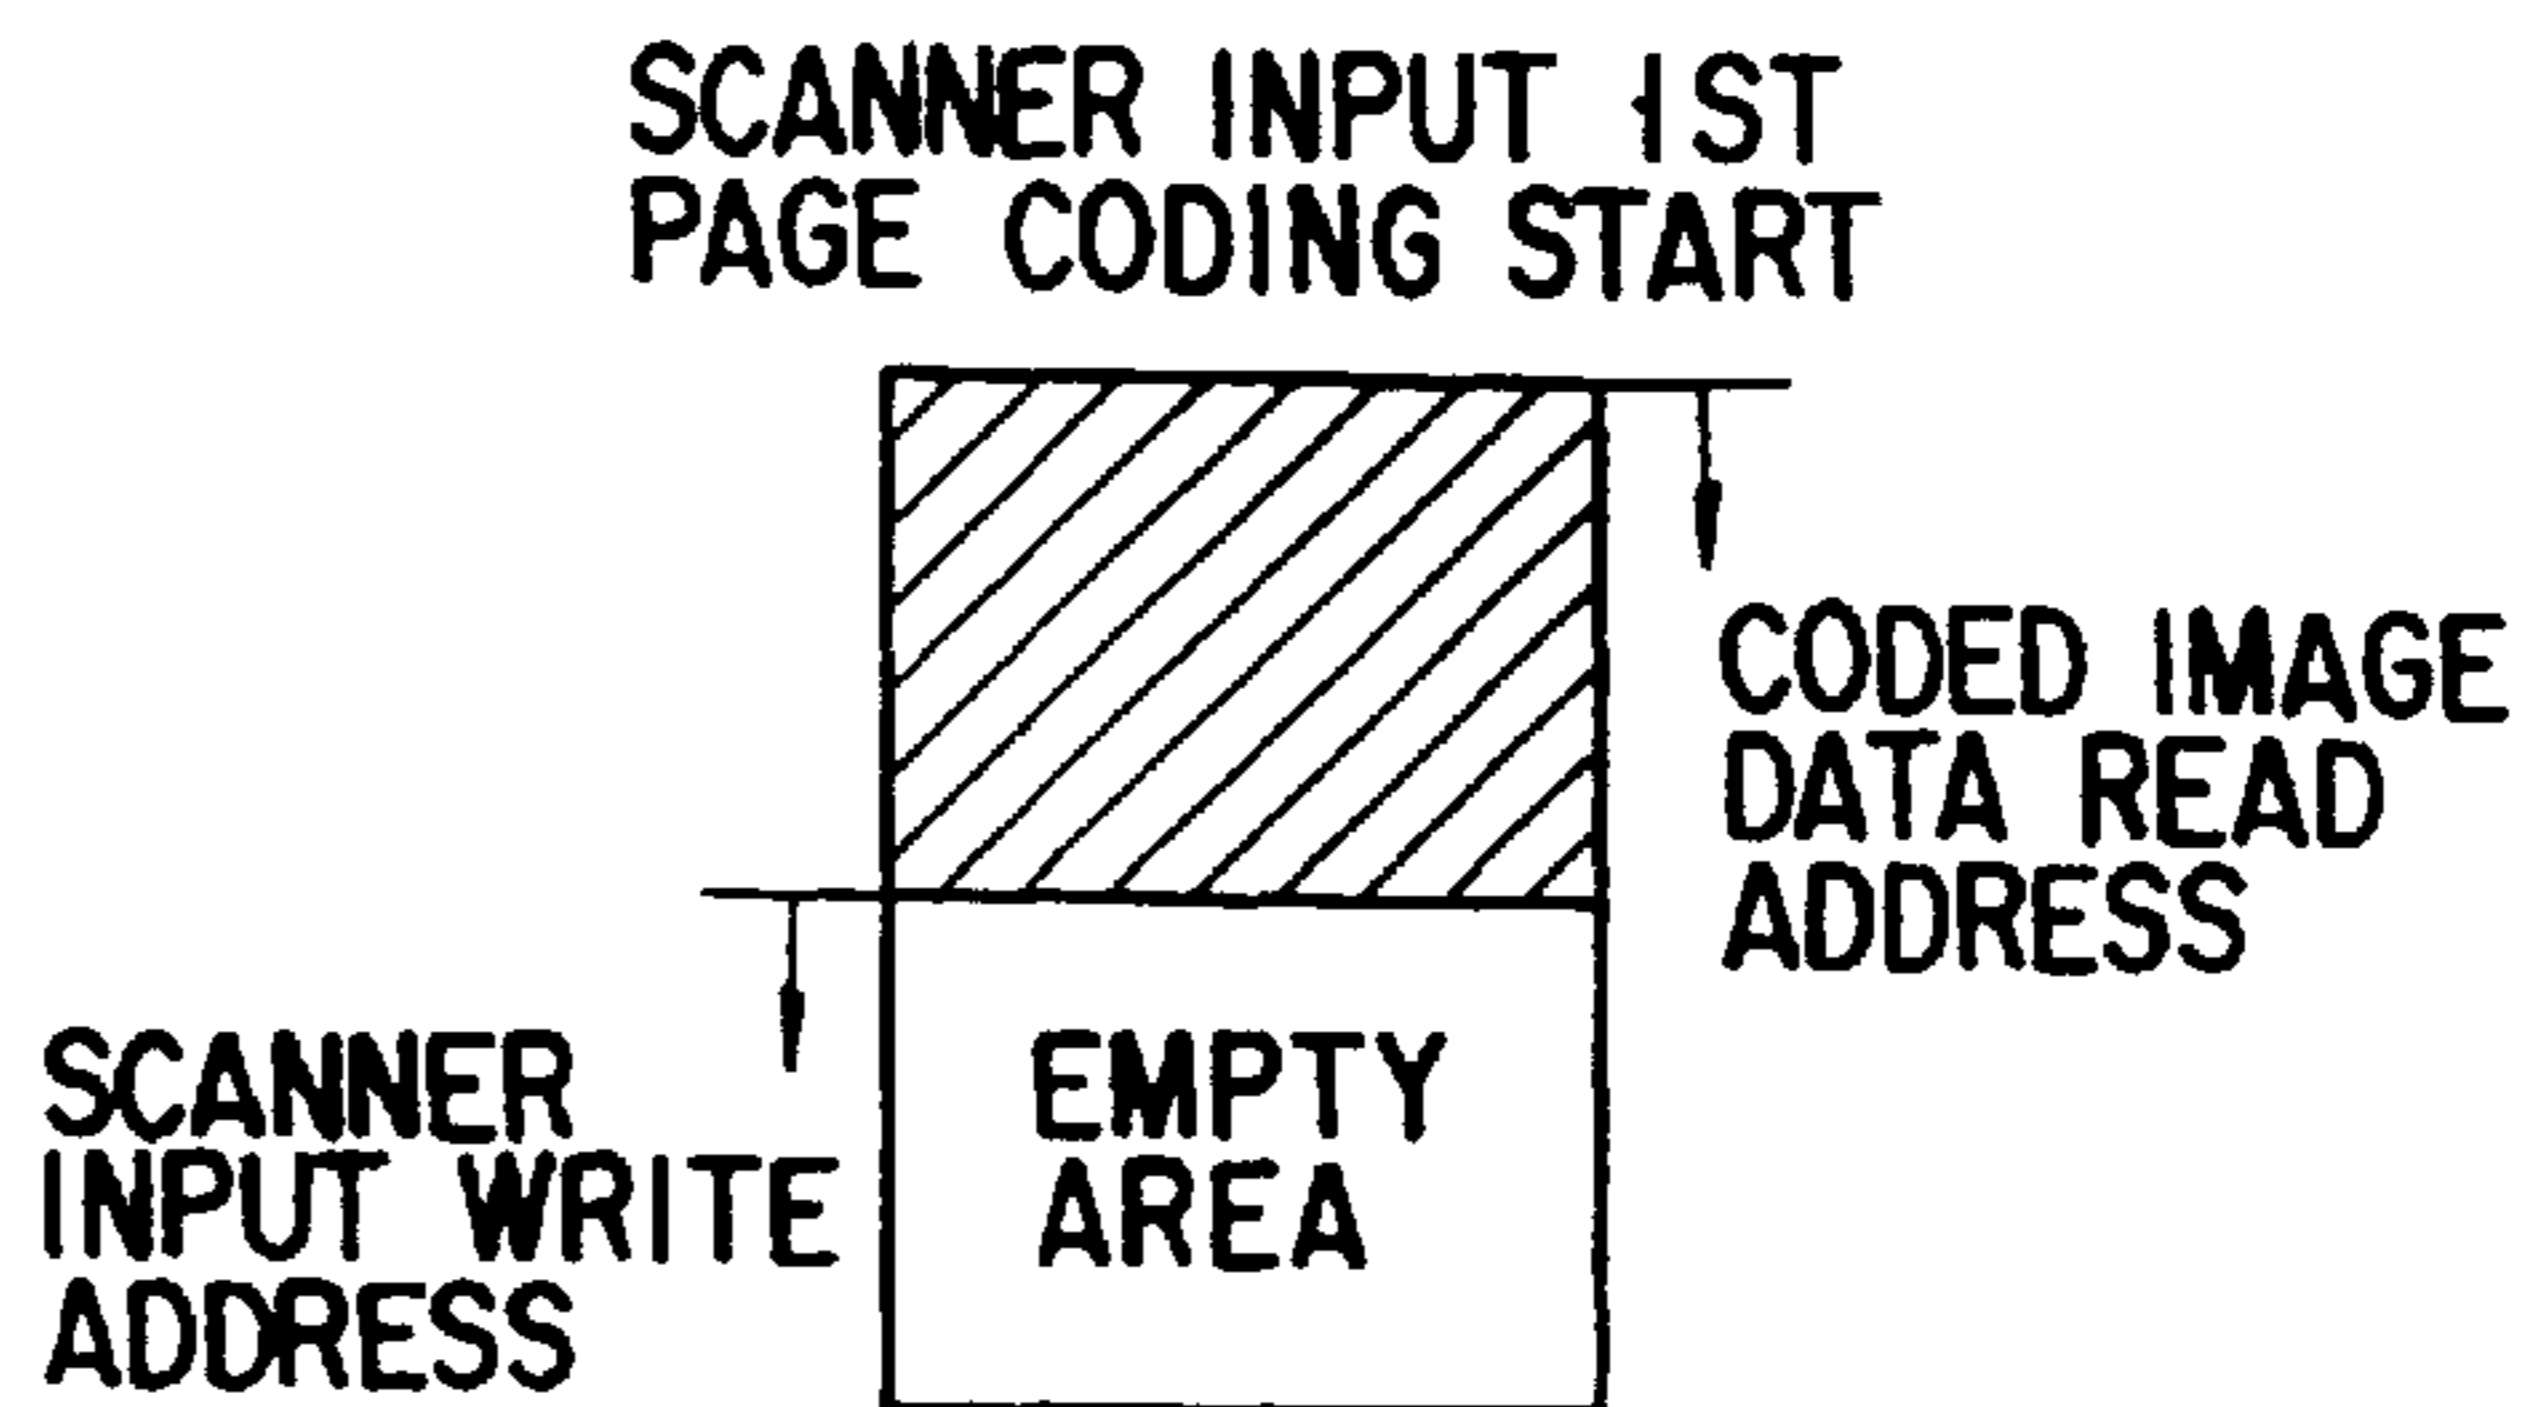 SCANNER INPUT 1ST
PAGE CODING START
CODED IMAGE
DATA READ
ADDRESS
SCANNER
INPUT WRITE
ADDRESS
EMPTY
AREA